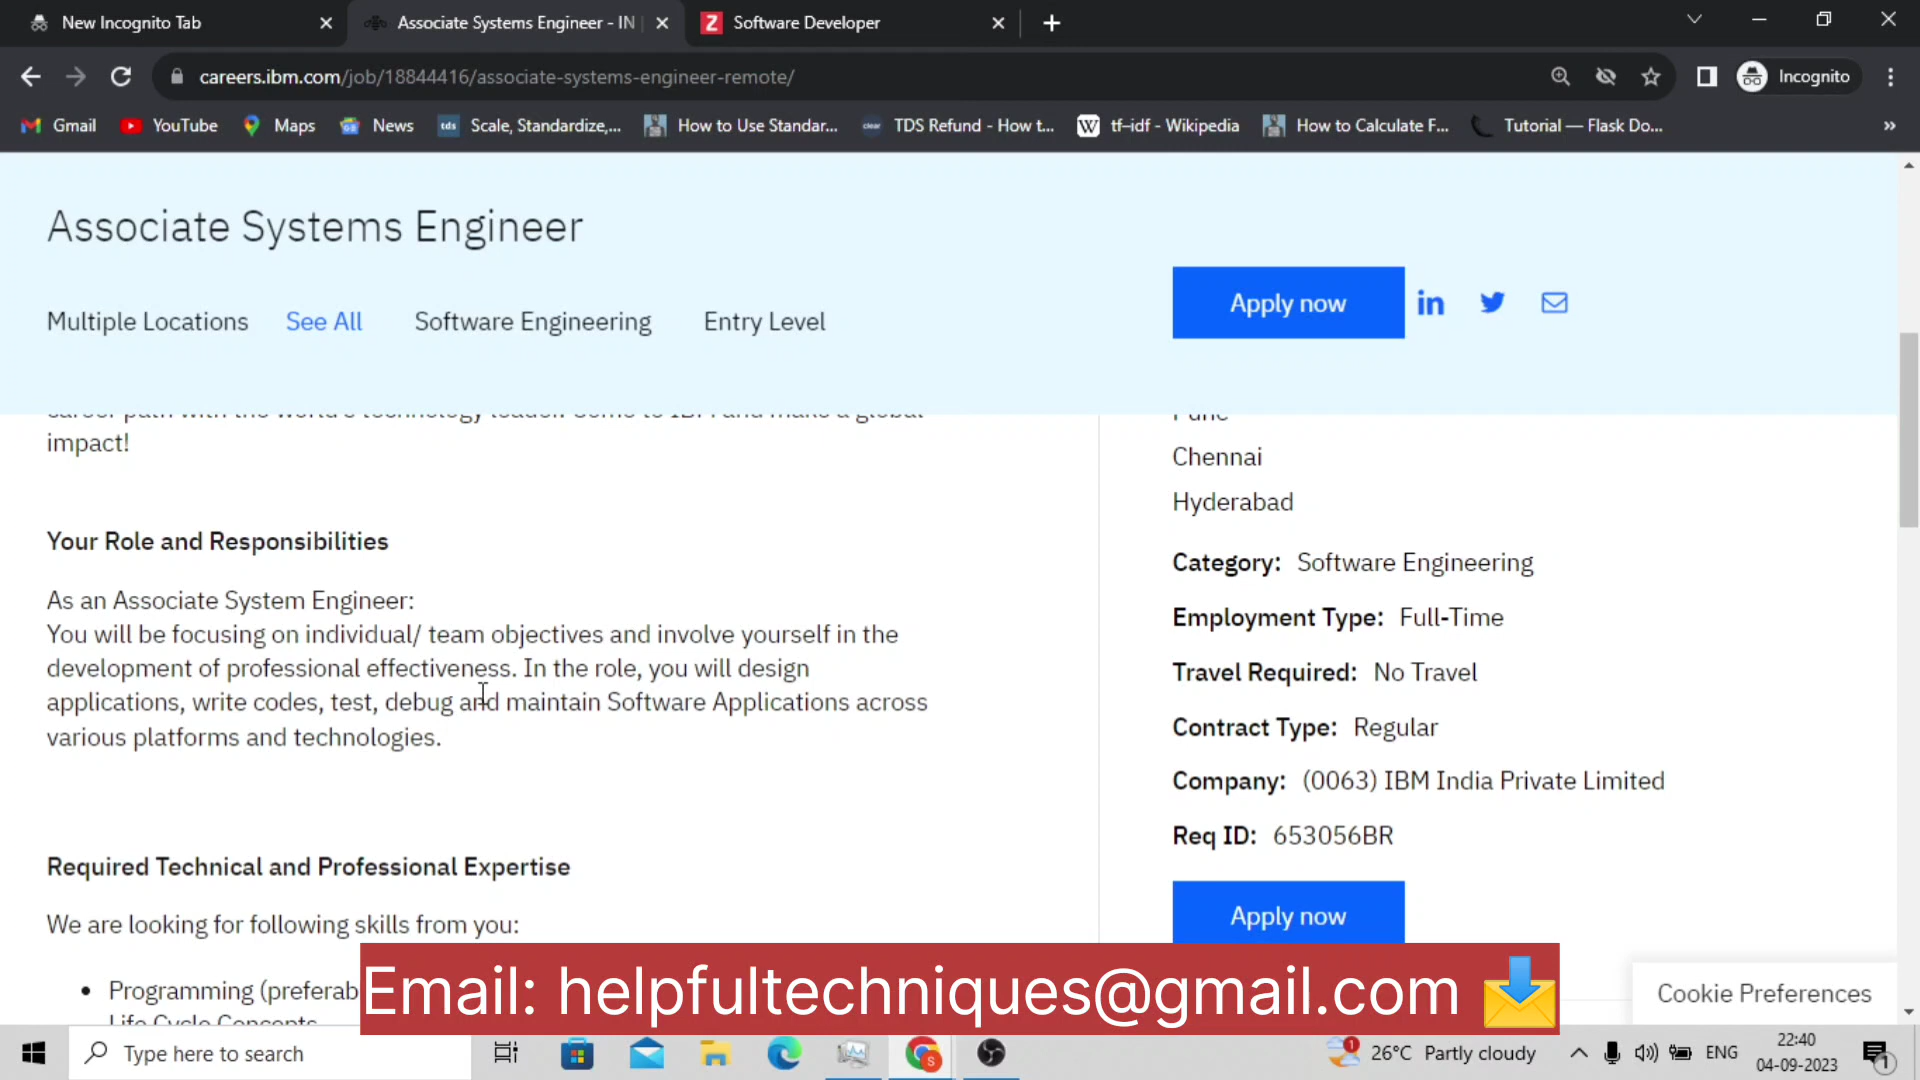 New Incognito Tab
Associate Systems Engineer - IN
Software Developer
careers.ibm.com/job/18844416/associate-systems-engineer-remote/
Incognito
Gmail
YouTube
Maps
News
Scale, Standardize,...
How to Use Standar...
TDS Refund - How t...
tf–idf - Wikipedia
How to Calculate F...
Tutorial — Flask Do...
Associate Systems Engineer
Multiple Locations
See All
Software Engineering
Entry Level
Apply now
impact!
Your Role and Responsibilities
As an Associate System Engineer:
You will be focusing on individual/ team objectives and involve yourself in the
development of professional effectiveness. In the role, you will design
applications, write codes, test, debug and maintain Software Applications across
various platforms and technologies.
Required Technical and Professional Expertise
We are looking for following skills from you:
Programming (preferab
Life Cycle Concepts
Pune
Chennai
Hyderabad
Category: Software Engineering
Employment Type: Full-Time
Travel Required: No Travel
Contract Type: Regular
Company: (0063) IBM India Private Limited
Req ID: 653056BR
Apply now
Email: helpfultechniques@gmail.com
Cookie Preferences
Type here to search
26°C Partly cloudy
ENG
22:40
04-09-2023